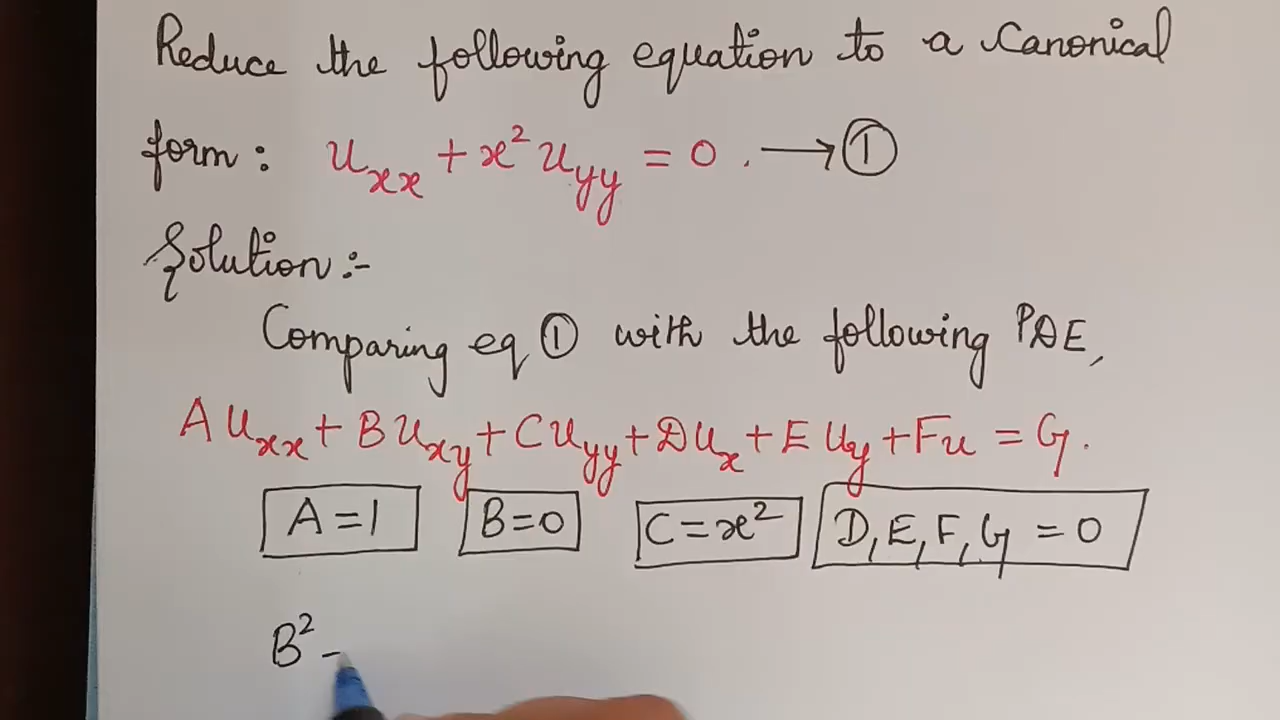 Reduce the following equation to a Canonical
form: u_xx + x² u_yy = 0. → ①
Solution :-
Comparing eq ① with the following PDE,
A u_xx + B u_xy + C u_yy + D u_x + E u_y + F u = G.
A = 1 B = 0 C = x² D, E, F, G = 0
B² -